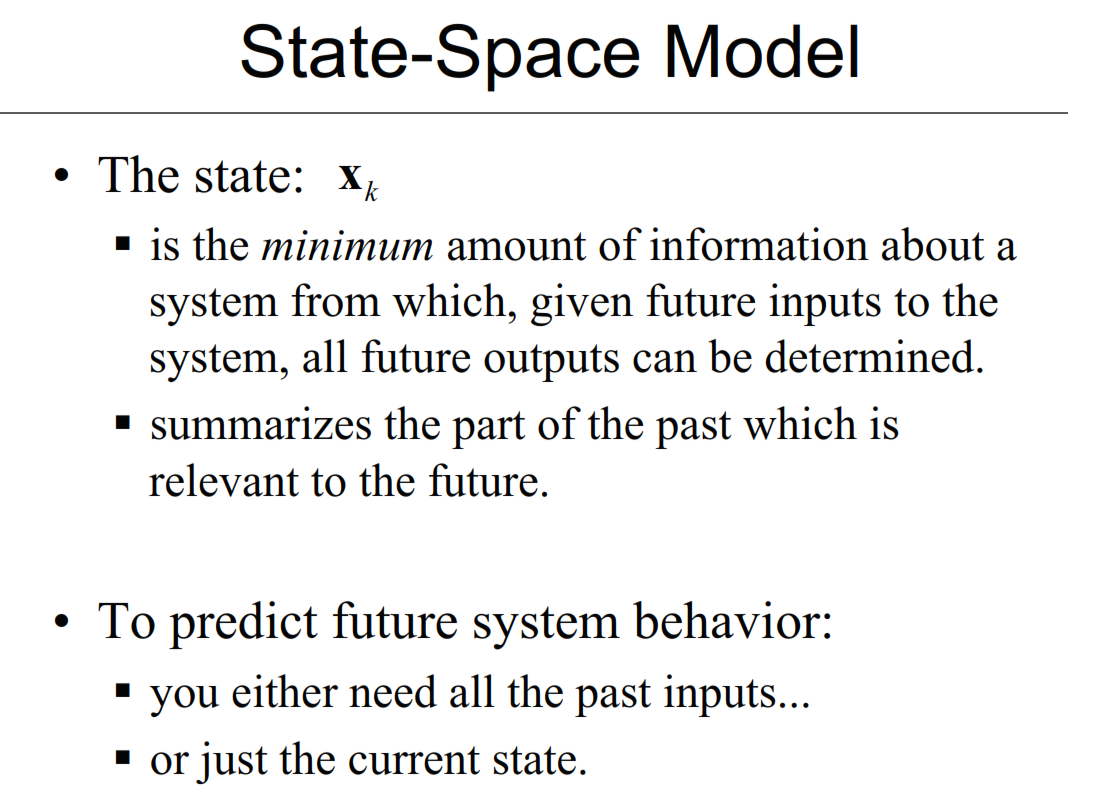 State-Space Model
• The state: x_k
▪ is the minimum amount of information about a
system from which, given future inputs to the
system, all future outputs can be determined.
▪ summarizes the part of the past which is
relevant to the future.
• To predict future system behavior:
▪ you either need all the past inputs...
▪ or just the current state.